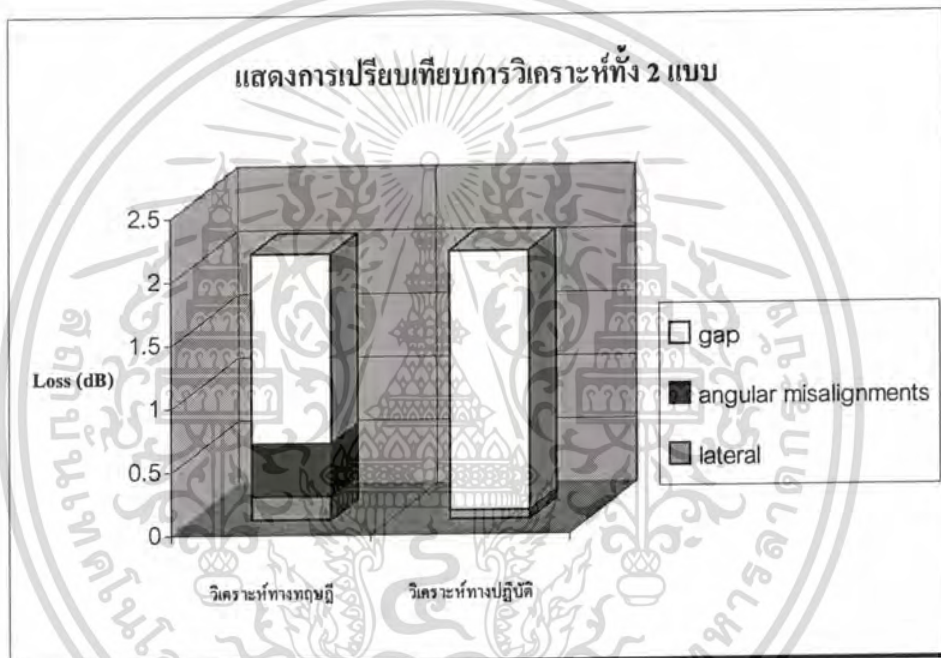 แสดงการเปรียบเทียบการวิเคราะห์ทั้ง 2 แบบ
2.5
2
1.5
1
0.5
0
Loss (dB)
วิเคราะห์ทางทฤษฎี
วิเคราะห์ทางปฏิบัติ
gap
angular misalignments
lateral